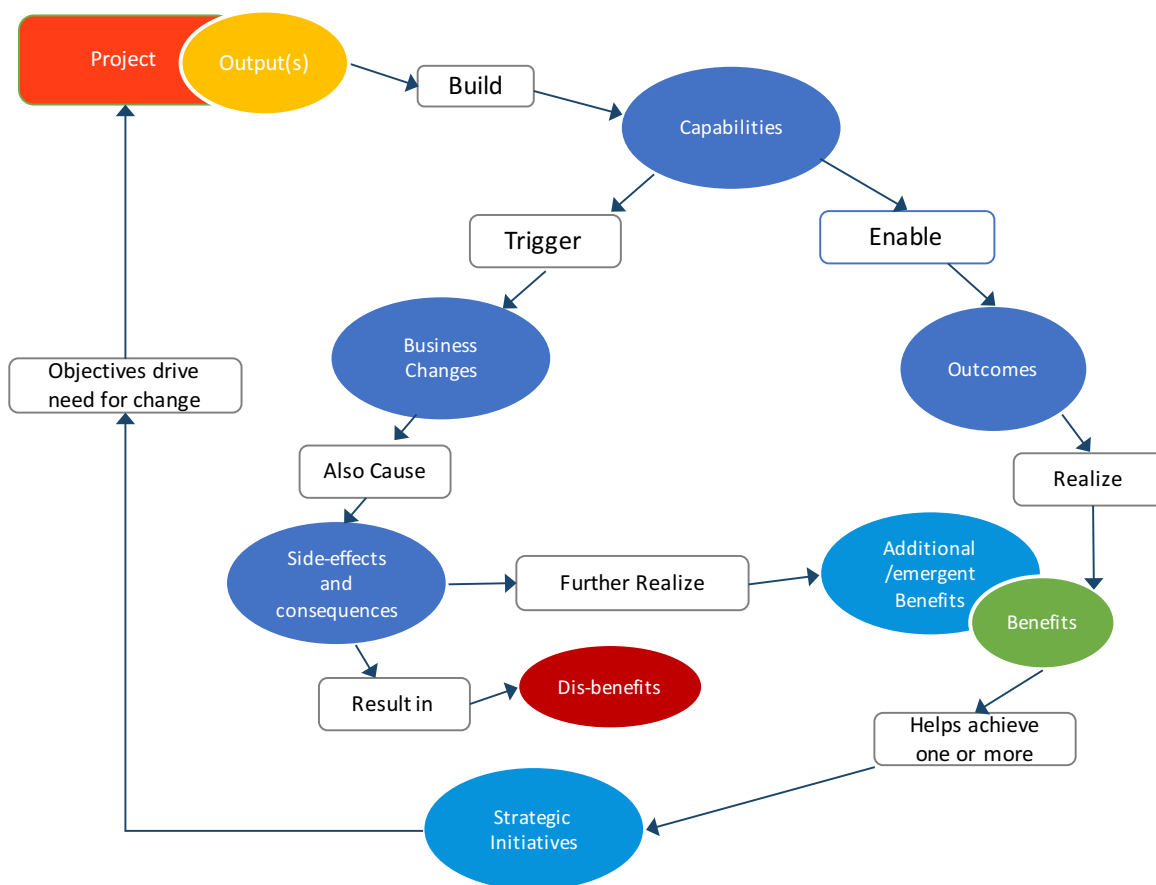 Project
Output(s)
Build
Capabilities
Trigger
Enable
Business
Changes
Outcomes
Objectives drive
need for change
Also Cause
Realize
Side-effects
and
consequences
Further Realize
Additional
/emergent
Benefits
Benefits
Result in
Dis-benefits
Helps achieve
one or more
Strategic
Initiatives